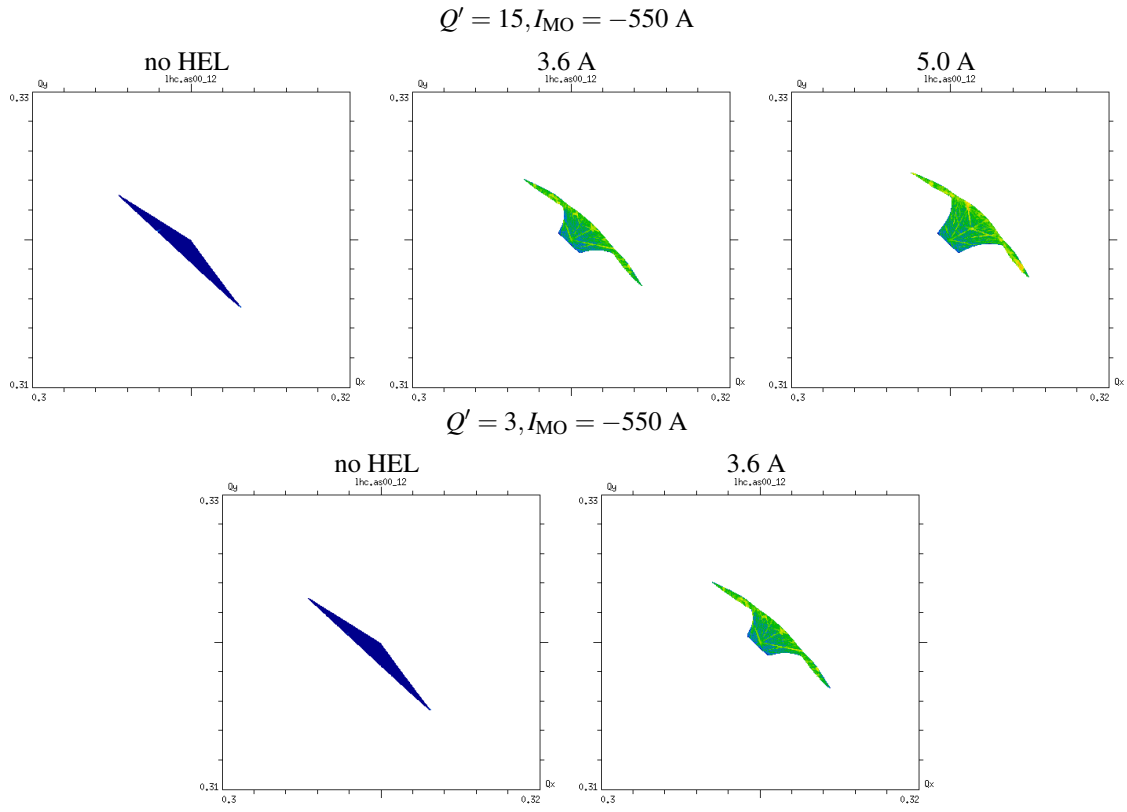 Q′ = 15, I_MO = −550 A
no HEL
3.6 A
5.0 A
lhc.as00_12
lhc.as00_12
lhc.as00_12
Qy
Qy
Qy
0.33
0.33
0.33
0.31
0.31
0.31
Qx
Qx
Qx
0.3
0.32
0.3
0.32
0.3
0.32
Q′ = 3, I_MO = −550 A
no HEL
3.6 A
lhc.as00_12
lhc.as00_12
Qy
Qy
0.33
0.33
0.31
0.31
Qx
Qx
0.3
0.32
0.3
0.32